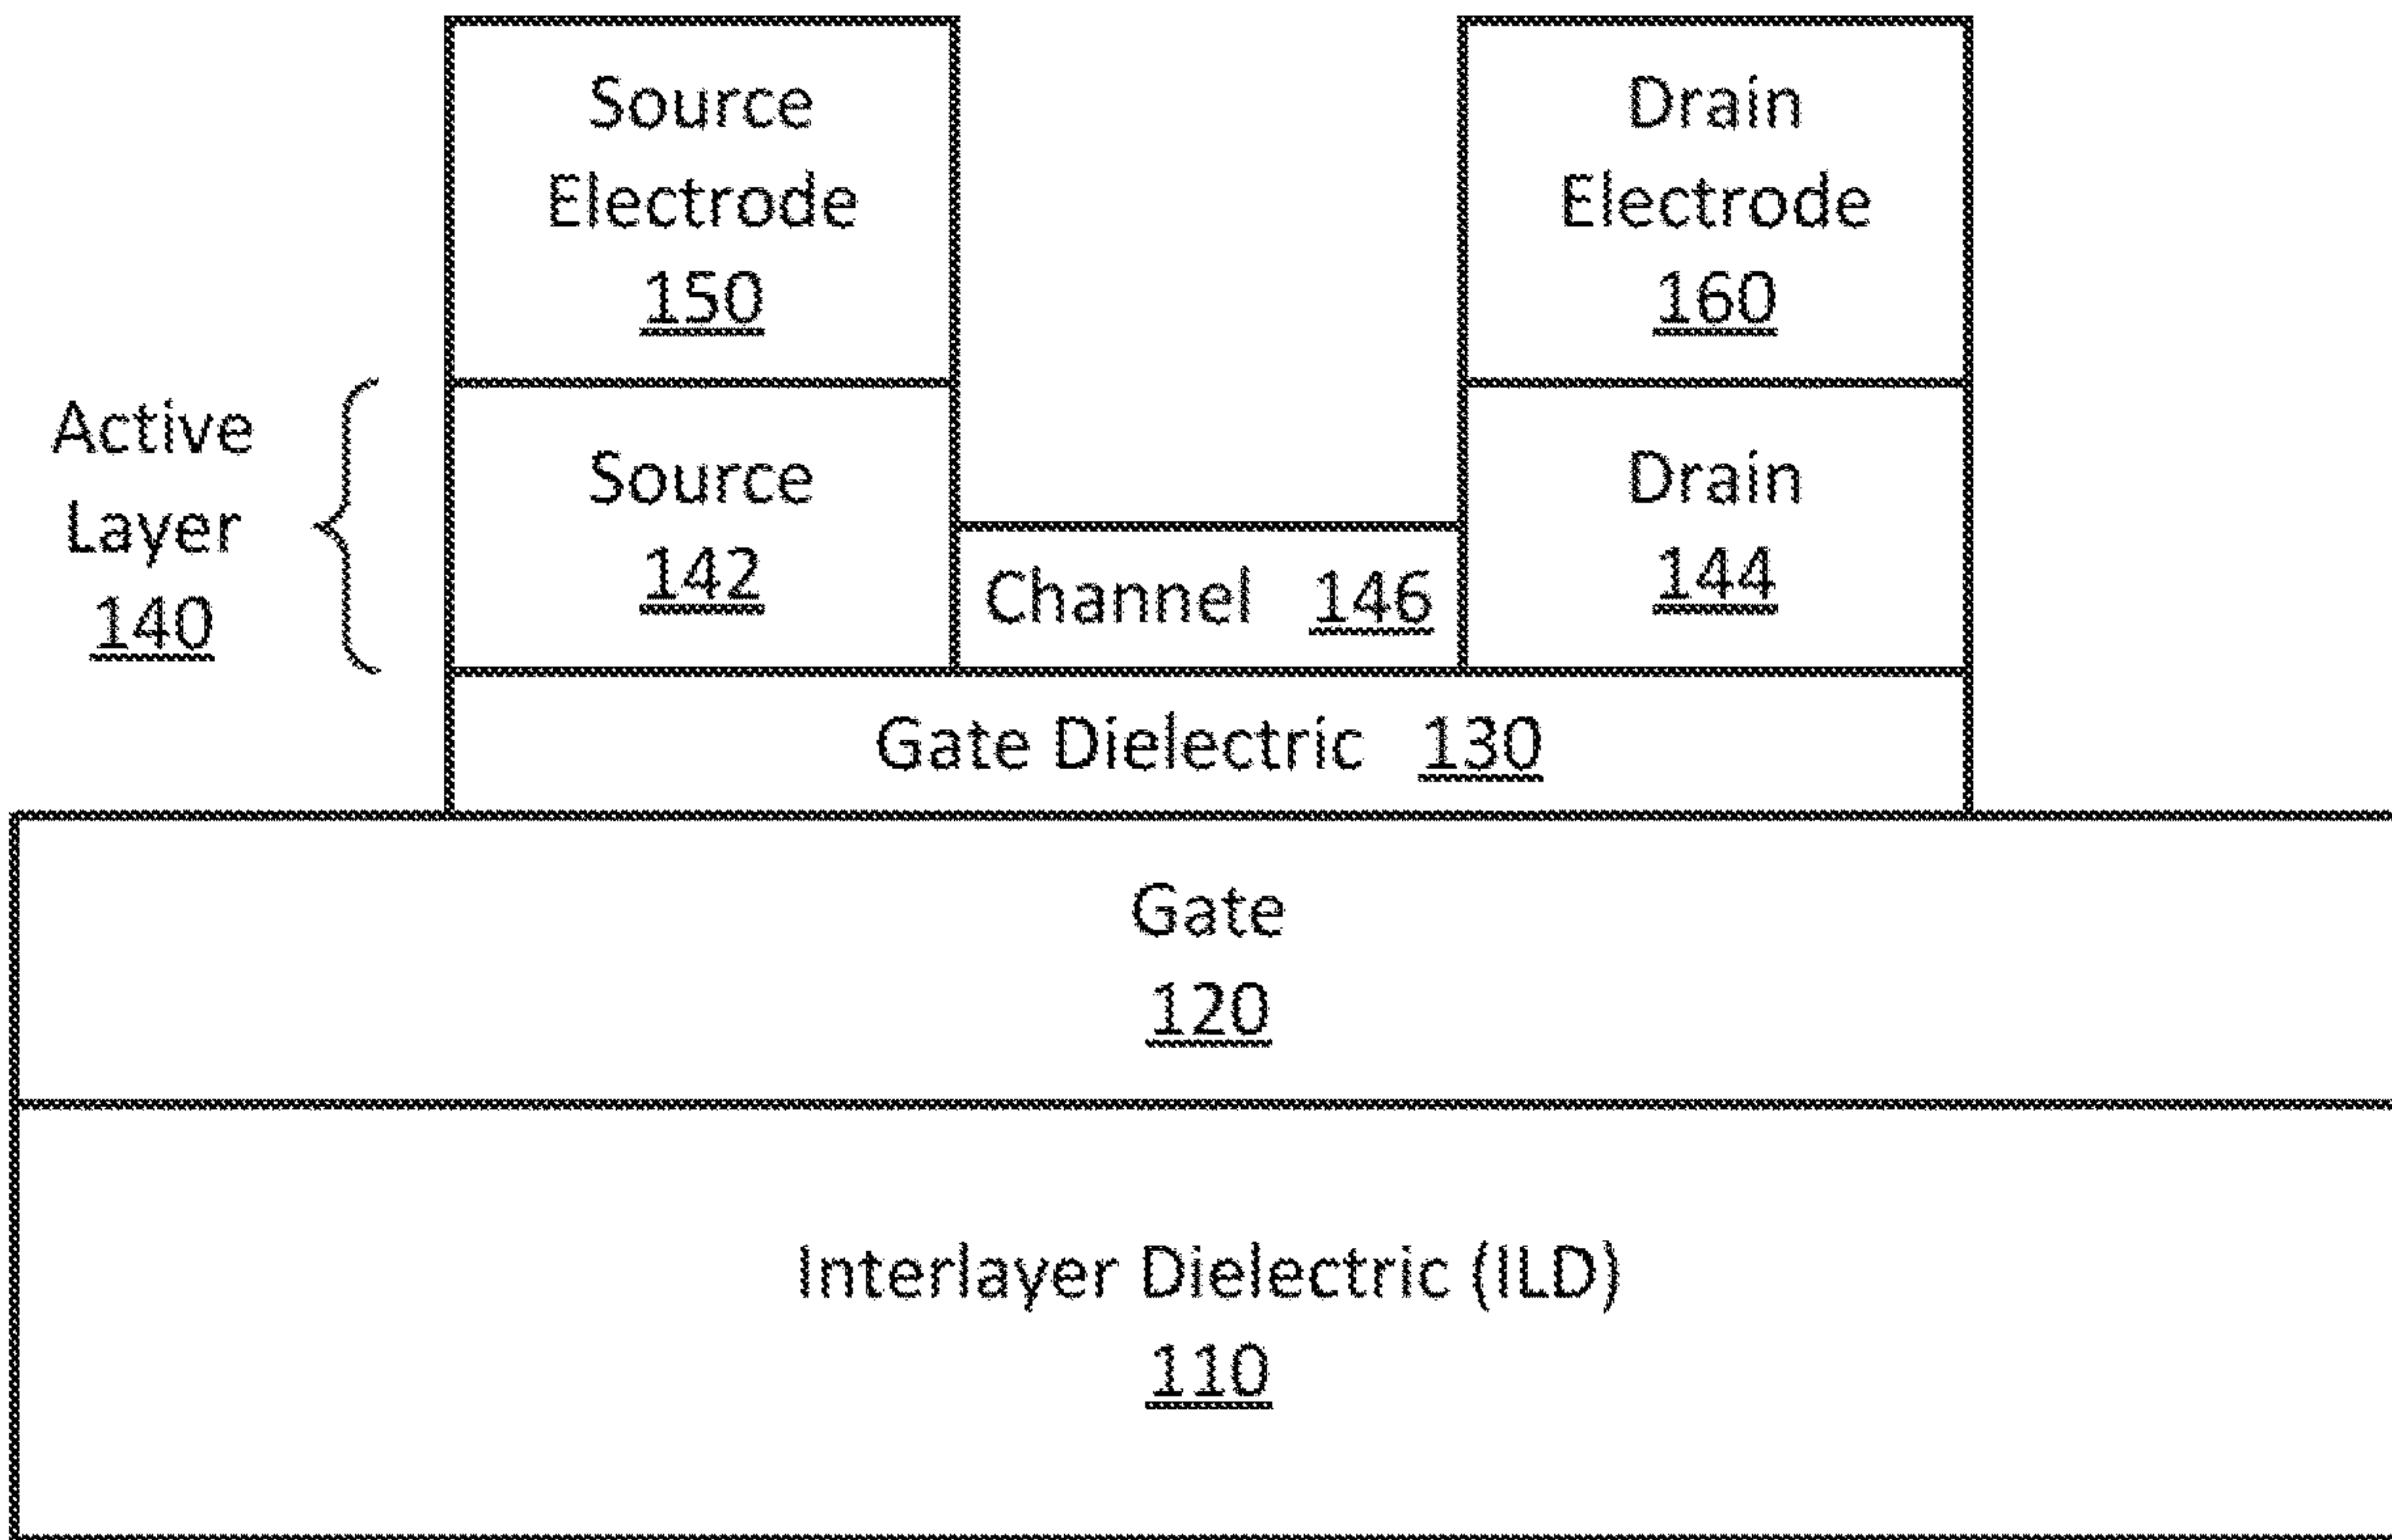 Source
Electrode
150
Drain
Electrode
160
Active
Layer
140
Source
142
Drain
144
Channel 146
Gate Dielectric 130
Gate
120
Interlayer Dielectric (ILD)
110